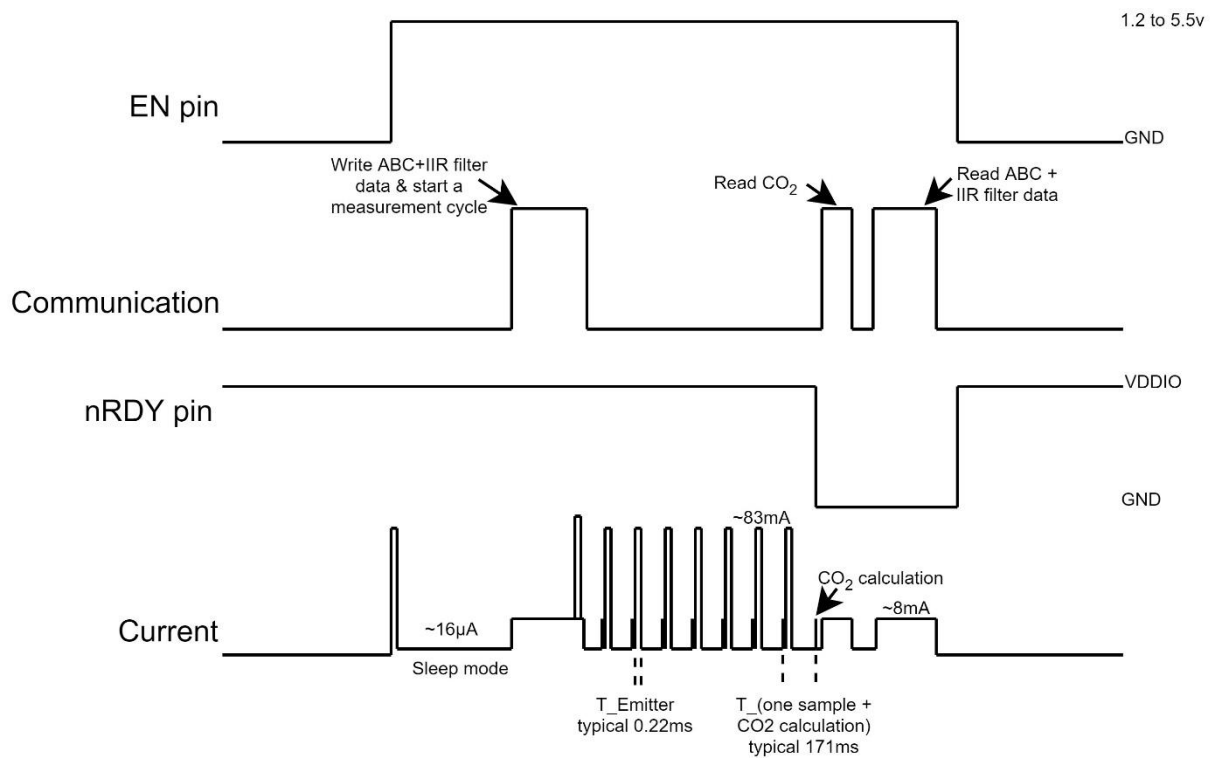 1.2 to 5.5v
EN pin
GND
Write ABC+IIR filter
data & start a
measurement cycle
Read CO2
Read ABC +
IIR filter data
Communication
VDDIO
nRDY pin
GND
~83mA
CO2 calculation
~8mA
~16µA
Current
Sleep mode
T_Emitter
typical 0.22ms
T_(one sample +
CO2 calculation)
typical 171ms